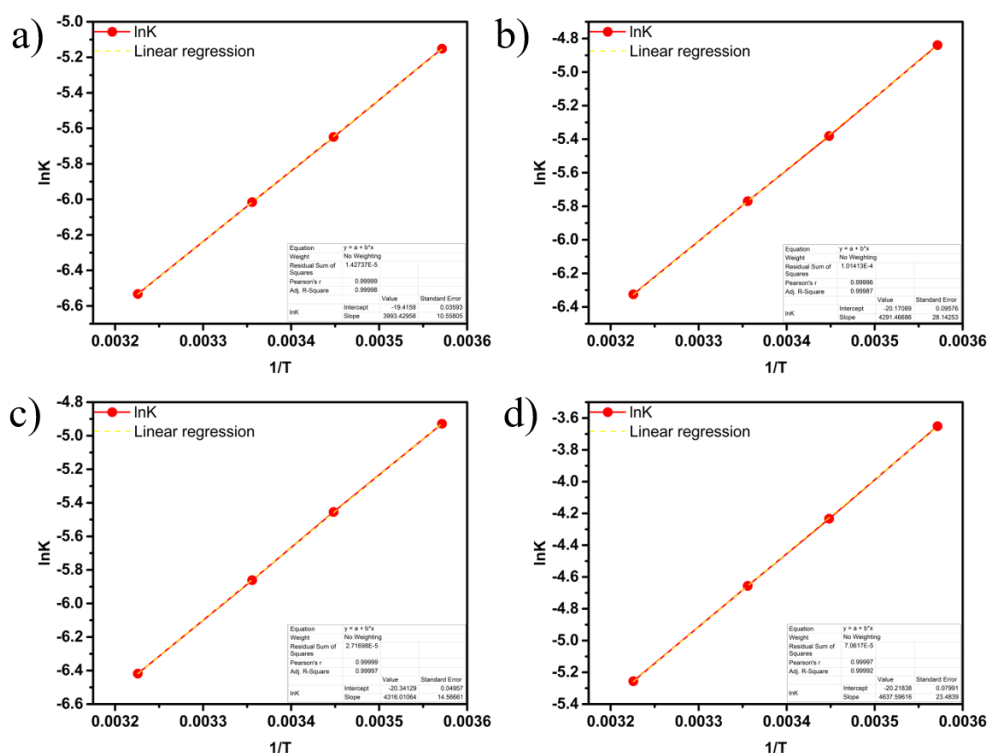 a)
lnK
Linear regression
-5.0
-5.2
-5.4
-5.6
-5.8
-6.0
-6.2
-6.4
-6.6
lnK
Equation y = a + b*x
Weight No Weighting
Residual Sum of Squares 1.42737E-5
Pearson's r 0.99999
Adj. R-Square 0.99998
Value Standard Error
lnK Intercept -19.4159 0.03593
Slope 3993.42958 10.55805
0.0032 0.0033 0.0034 0.0035 0.0036
1/T
b)
lnK
Linear regression
-4.8
-5.0
-5.2
-5.4
-5.6
-5.8
-6.0
-6.2
-6.4
lnK
Equation y = a + b*x
Weight No Weighting
Residual Sum of Squares 1.01413E-4
Pearson's r 0.99996
Adj. R-Square 0.99987
Value Standard Error
lnK Intercept -20.17089 0.09576
Slope 4291.46686 28.14253
0.0032 0.0033 0.0034 0.0035 0.0036
1/T
c)
lnK
Linear regression
-4.8
-5.0
-5.2
-5.4
-5.6
-5.8
-6.0
-6.2
-6.4
-6.6
lnK
Equation y = a + b*x
Weight No Weighting
Residual Sum of Squares 2.71698E-5
Pearson's r 0.99999
Adj. R-Square 0.99997
Value Standard Error
lnK Intercept -20.34129 0.04957
Slope 4316.01064 14.56661
0.0032 0.0033 0.0034 0.0035 0.0036
1/T
d)
lnK
Linear regression
-3.6
-3.8
-4.0
-4.2
-4.4
-4.6
-4.8
-5.0
-5.2
-5.4
lnK
Equation y = a + b*x
Weight No Weighting
Residual Sum of Squares 7.0617E-5
Pearson's r 0.99997
Adj. R-Square 0.99992
Value Standard Error
lnK Intercept -20.21838 0.07991
Slope 4637.59616 23.4839
0.0032 0.0033 0.0034 0.0035 0.0036
1/T